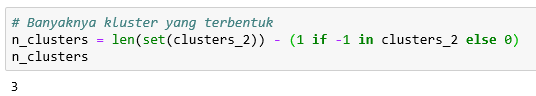 # Banyaknya kluster yang terbentuk
n_clusters = len(set(clusters_2)) - (1 if -1 in clusters_2 else 0)
n_clusters
3